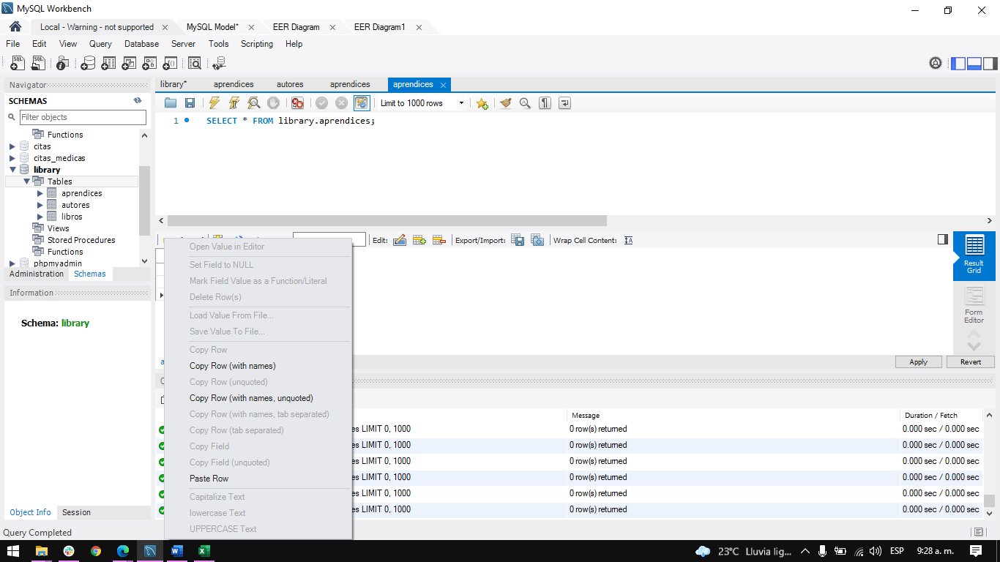 MySQL Workbench
Local - Warning - not supported
MySQL Model*
EER Diagram
EER Diagram1
File Edit View Query Database Server Tools Scripting Help
Navigator
SCHEMAS
Filter objects
Functions
citas
citas_medicas
library
Tables
aprendices
autores
libros
Views
Stored Procedures
Functions
phpmyadmin
Administration Schemas
Information
Schema: library
Object Info Session
library* aprendices autores aprendices aprendices
Limit to 1000 rows
1 SELECT * FROM library.aprendices;
Edit: Export/Import: Wrap Cell Content:
Result
Grid
Form
Editor
Apply Revert
Open Value in Editor
Set Field to NULL
Mark Field Value as a Function/Literal
Delete Row(s)
Load Value From File...
Save Value To File...
Copy Row
Copy Row (with names)
Copy Row (unquoted)
Copy Row (with names, unquoted)
Copy Row (with names, tab separated)
Copy Row (tab separated)
Copy Field
Copy Field (unquoted)
Paste Row
Capitalize Text
lowercase Text
UPPERCASE Text
Message Duration / Fetch
es LIMIT 0, 1000 0 row(s) returned 0.000 sec / 0.000 sec
es LIMIT 0, 1000 0 row(s) returned 0.000 sec / 0.000 sec
es LIMIT 0, 1000 0 row(s) returned 0.000 sec / 0.000 sec
es LIMIT 0, 1000 0 row(s) returned 0.000 sec / 0.000 sec
es LIMIT 0, 1000 0 row(s) returned 0.000 sec / 0.000 sec
es LIMIT 0, 1000 0 row(s) returned 0.000 sec / 0.000 sec
Query Completed
23°C Lluvia lig... ESP 9:28 a. m.